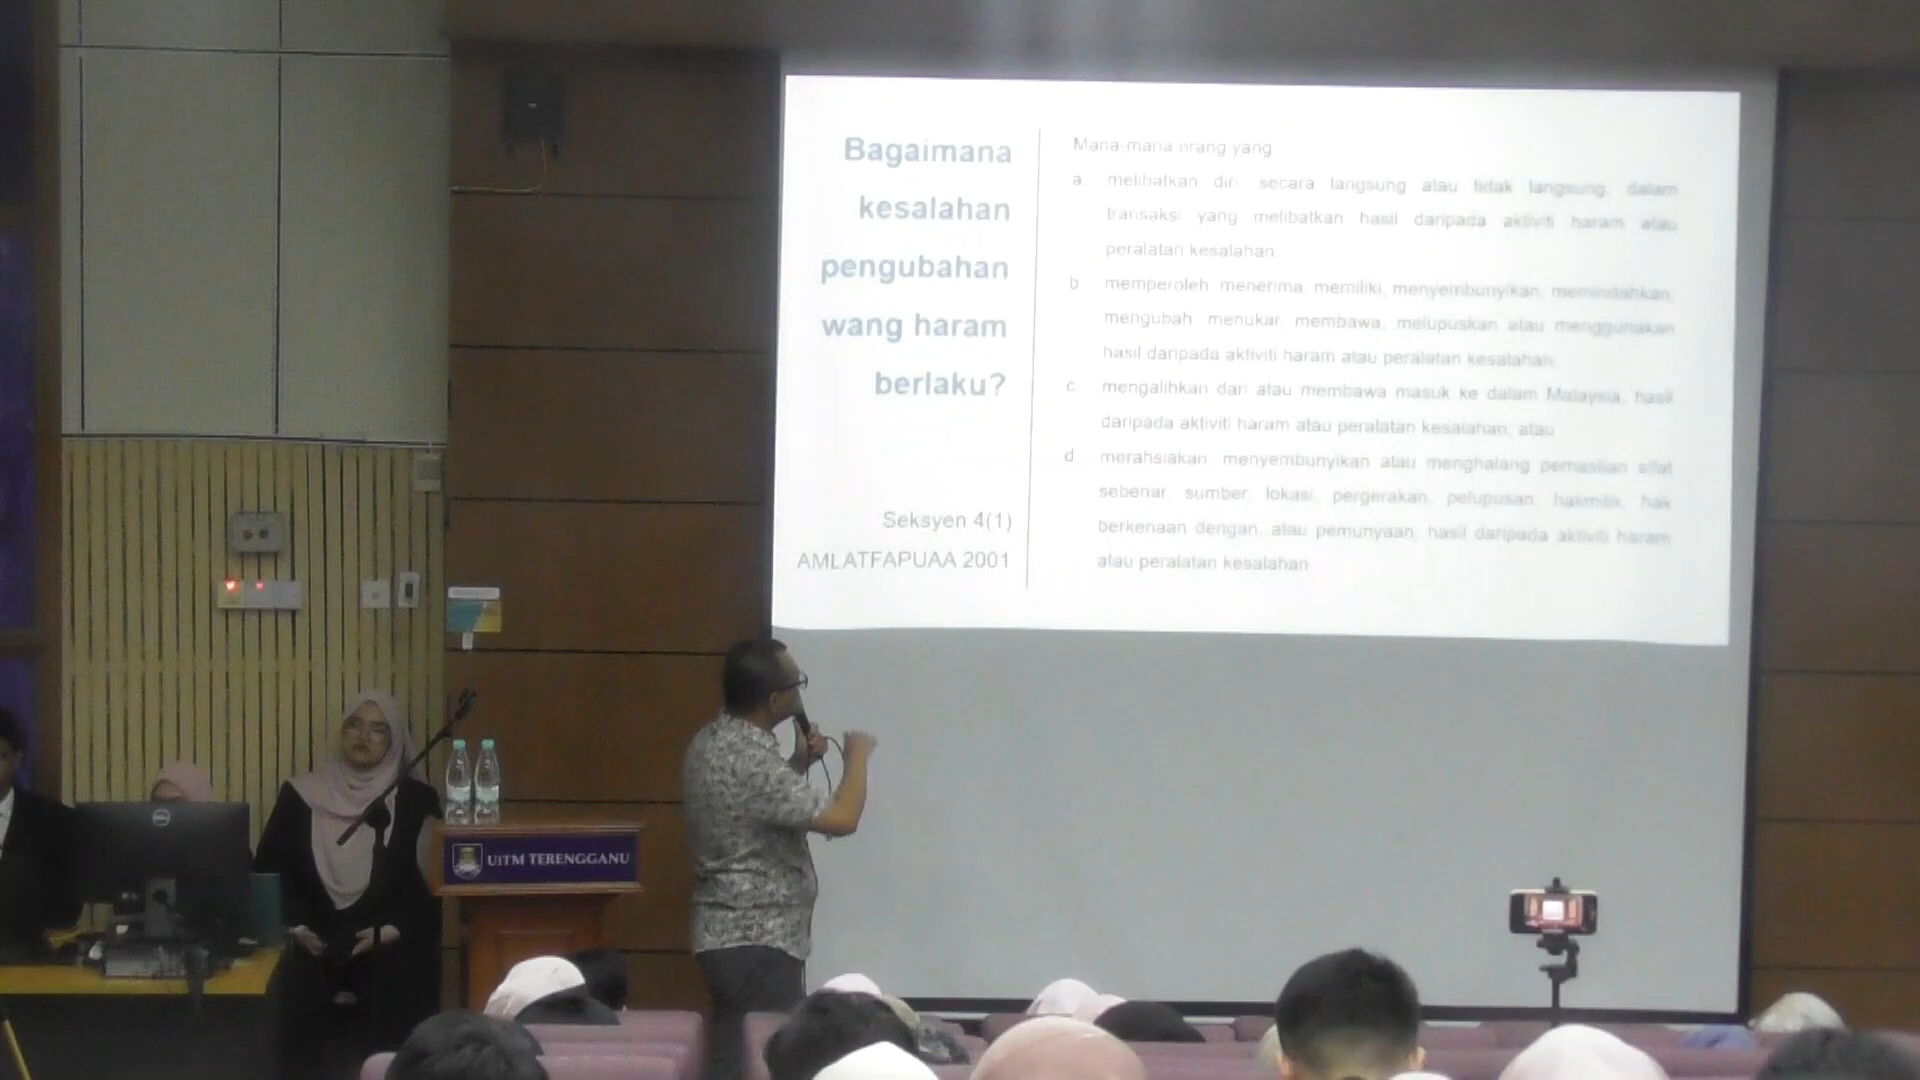 Bagaimana
kesalahan
pengubahan
wang haram
berlaku?
Seksyen 4(1)
AMLATFAPUAA 2001
Mana-mana orang yang
a. melibatkan diri, secara langsung atau tidak langsung, dalam
transaksi yang melibatkan hasil daripada aktiviti haram atau
peralatan kesalahan.
b. memperoleh, menerima, memiliki, menyembunyikan, memindahkan,
mengubah, menukar, membawa, melupuskan atau menggunakan
hasil daripada aktiviti haram atau peralatan kesalahan.
c. mengalihkan dari atau membawa masuk ke dalam Malaysia, hasil
daripada aktiviti haram atau peralatan kesalahan, atau
d. merahsiakan, menyembunyikan atau menghalang pemastian sifat
sebenar, sumber, lokasi, pergerakan, pelupusan, hakmilik, hak
berkenaan dengan, atau pemunyaan, hasil daripada aktiviti haram
atau peralatan kesalahan
UiTM TERENGGANU
DELL